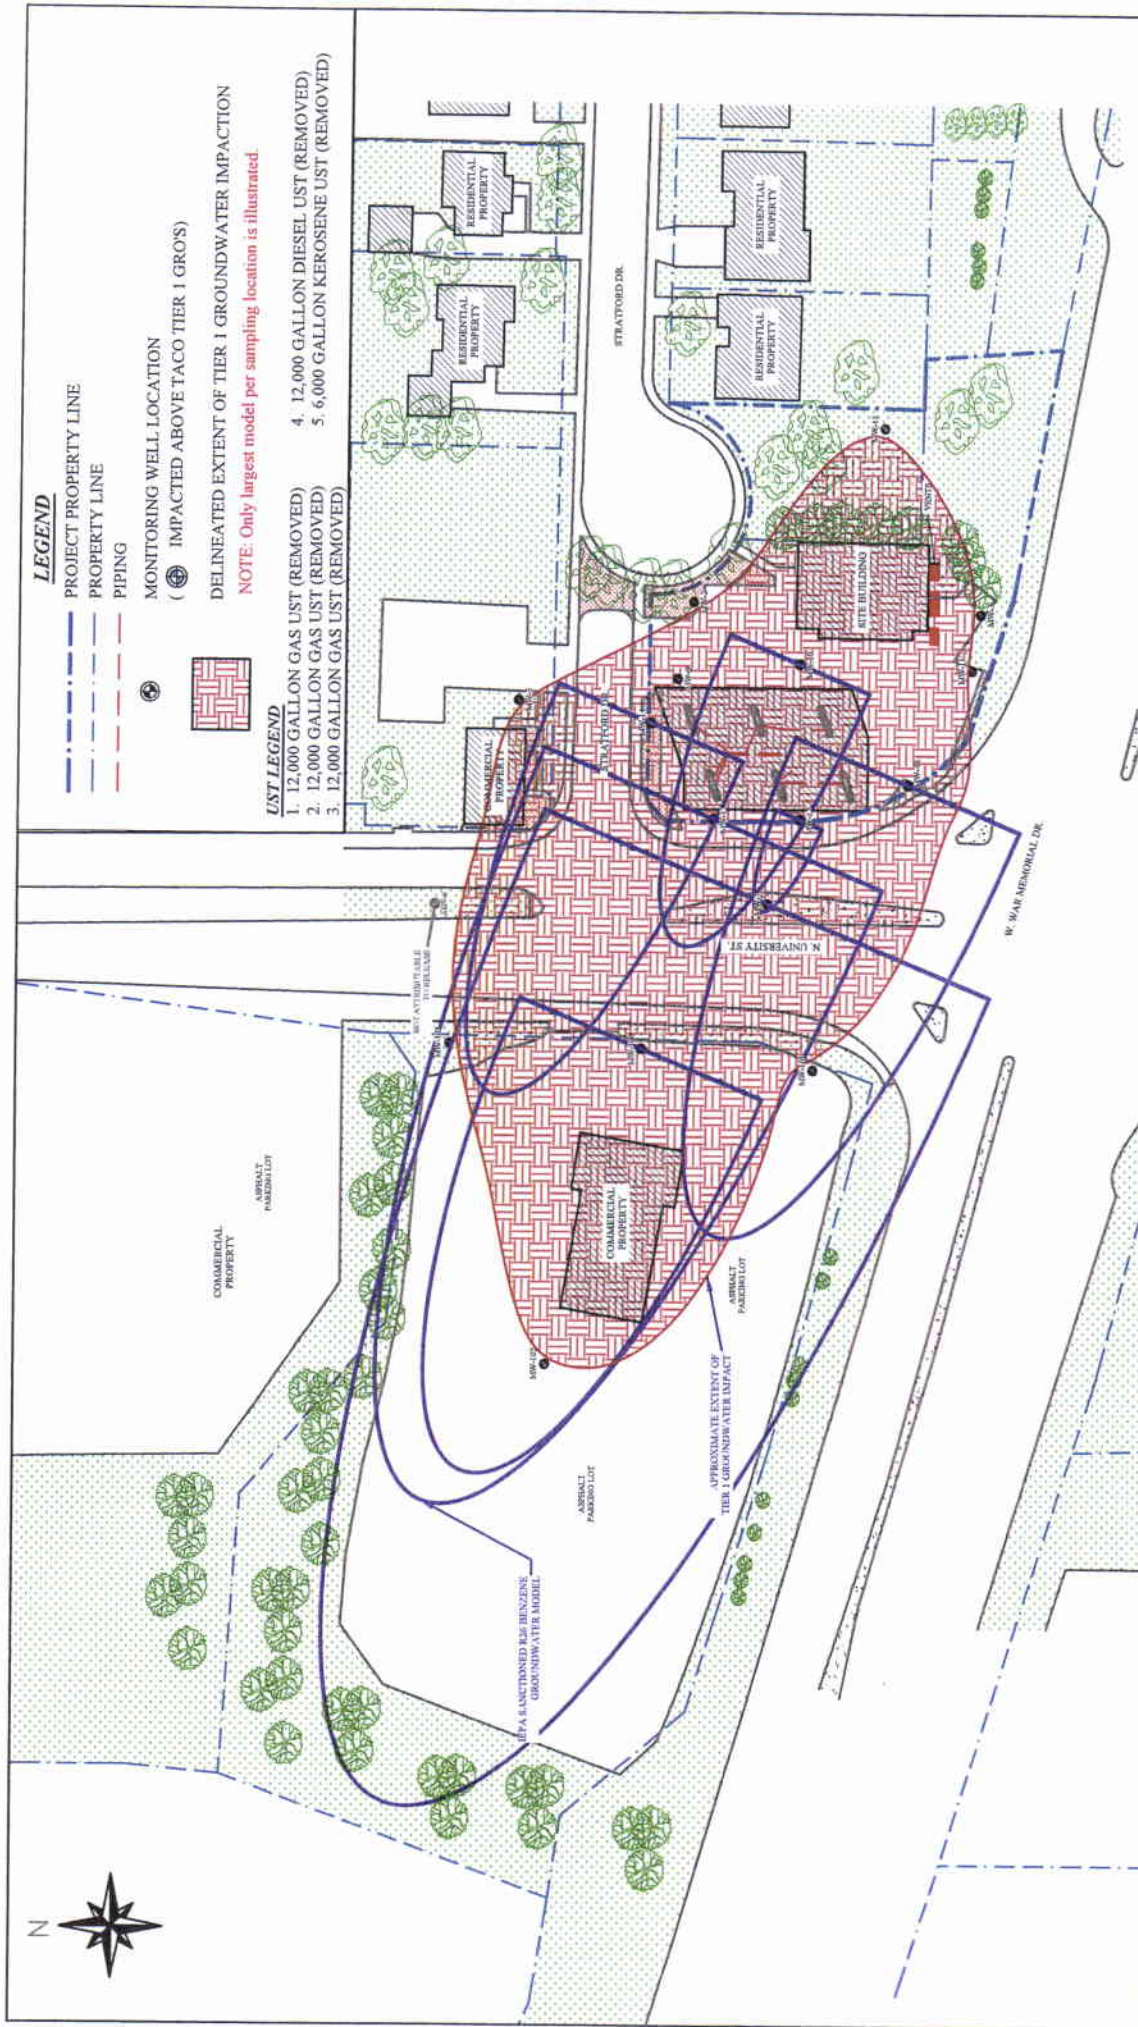 LEGEND
PROJECT PROPERTY LINE
PROPERTY LINE
PIPING
MONITORING WELL LOCATION
( IMPACTED ABOVE TACO TIER 1 GRO'S)
DELINEATED EXTENT OF TIER 1 GROUNDWATER IMPACTION
NOTE: Only largest model per sampling location is illustrated.
UST LEGEND
1. 12,000 GALLON GAS UST (REMOVED)
2. 12,000 GALLON GAS UST (REMOVED)
3. 12,000 GALLON GAS UST (REMOVED)
4. 12,000 GALLON DIESEL UST (REMOVED)
5. 6,000 GALLON KEROSENE UST (REMOVED)
N
COMMERCIAL
PROPERTY
ASPHALT
PARKING LOT
NOT ATTRIBUTABLE
TO RELEASE
COMMERCIAL
PROPERTY
STRATFORD DR.
RESIDENTIAL
PROPERTY
RESIDENTIAL
PROPERTY
STRATFORD DR.
RESIDENTIAL
PROPERTY
RESIDENTIAL
PROPERTY
MW-102
COMMERCIAL
PROPERTY
ASPHALT
PARKING LOT
ASPHALT
PARKING LOT
N. UNIVERSITY ST.
SITE BUILDING
VENTS
IEPA SANCTIONED R26 BENZENE
GROUNDWATER MODEL
APPROXIMATE EXTENT OF
TIER 1 GROUNDWATER IMPACT
W. WAR MEMORIAL DR.